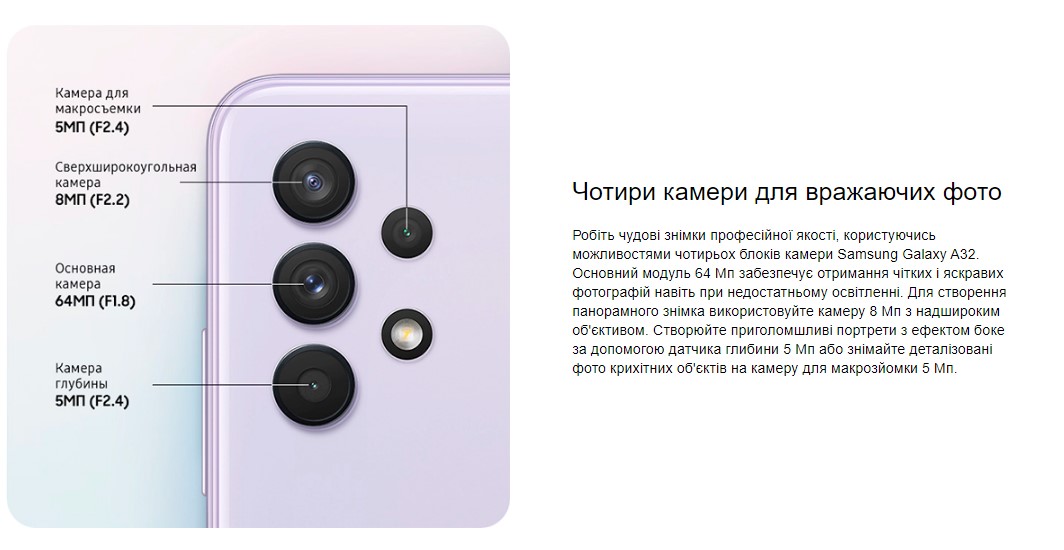 Камера для
макросъемки
5МП (F2.4)
Сверхширокоугольная
камера
8МП (F2.2)
Основная
камера
64МП (F1.8)
Камера
глубины
5МП (F2.4)
Чотири камери для вражаючих фото
Робіть чудові знімки професійної якості, користуючись
можливостями чотирьох блоків камери Samsung Galaxy A32.
Основний модуль 64 Мп забезпечує отримання чітких і яскравих
фотографій навіть при недостатньому освітленні. Для створення
панорамного знімка використовуйте камеру 8 Мп з надшироким
об'єктивом. Створюйте приголомшливі портрети з ефектом боке
за допомогою датчика глибини 5 Мп або знімайте деталізовані
фото крихітних об'єктів на камеру для макрозйомки 5 Мп.